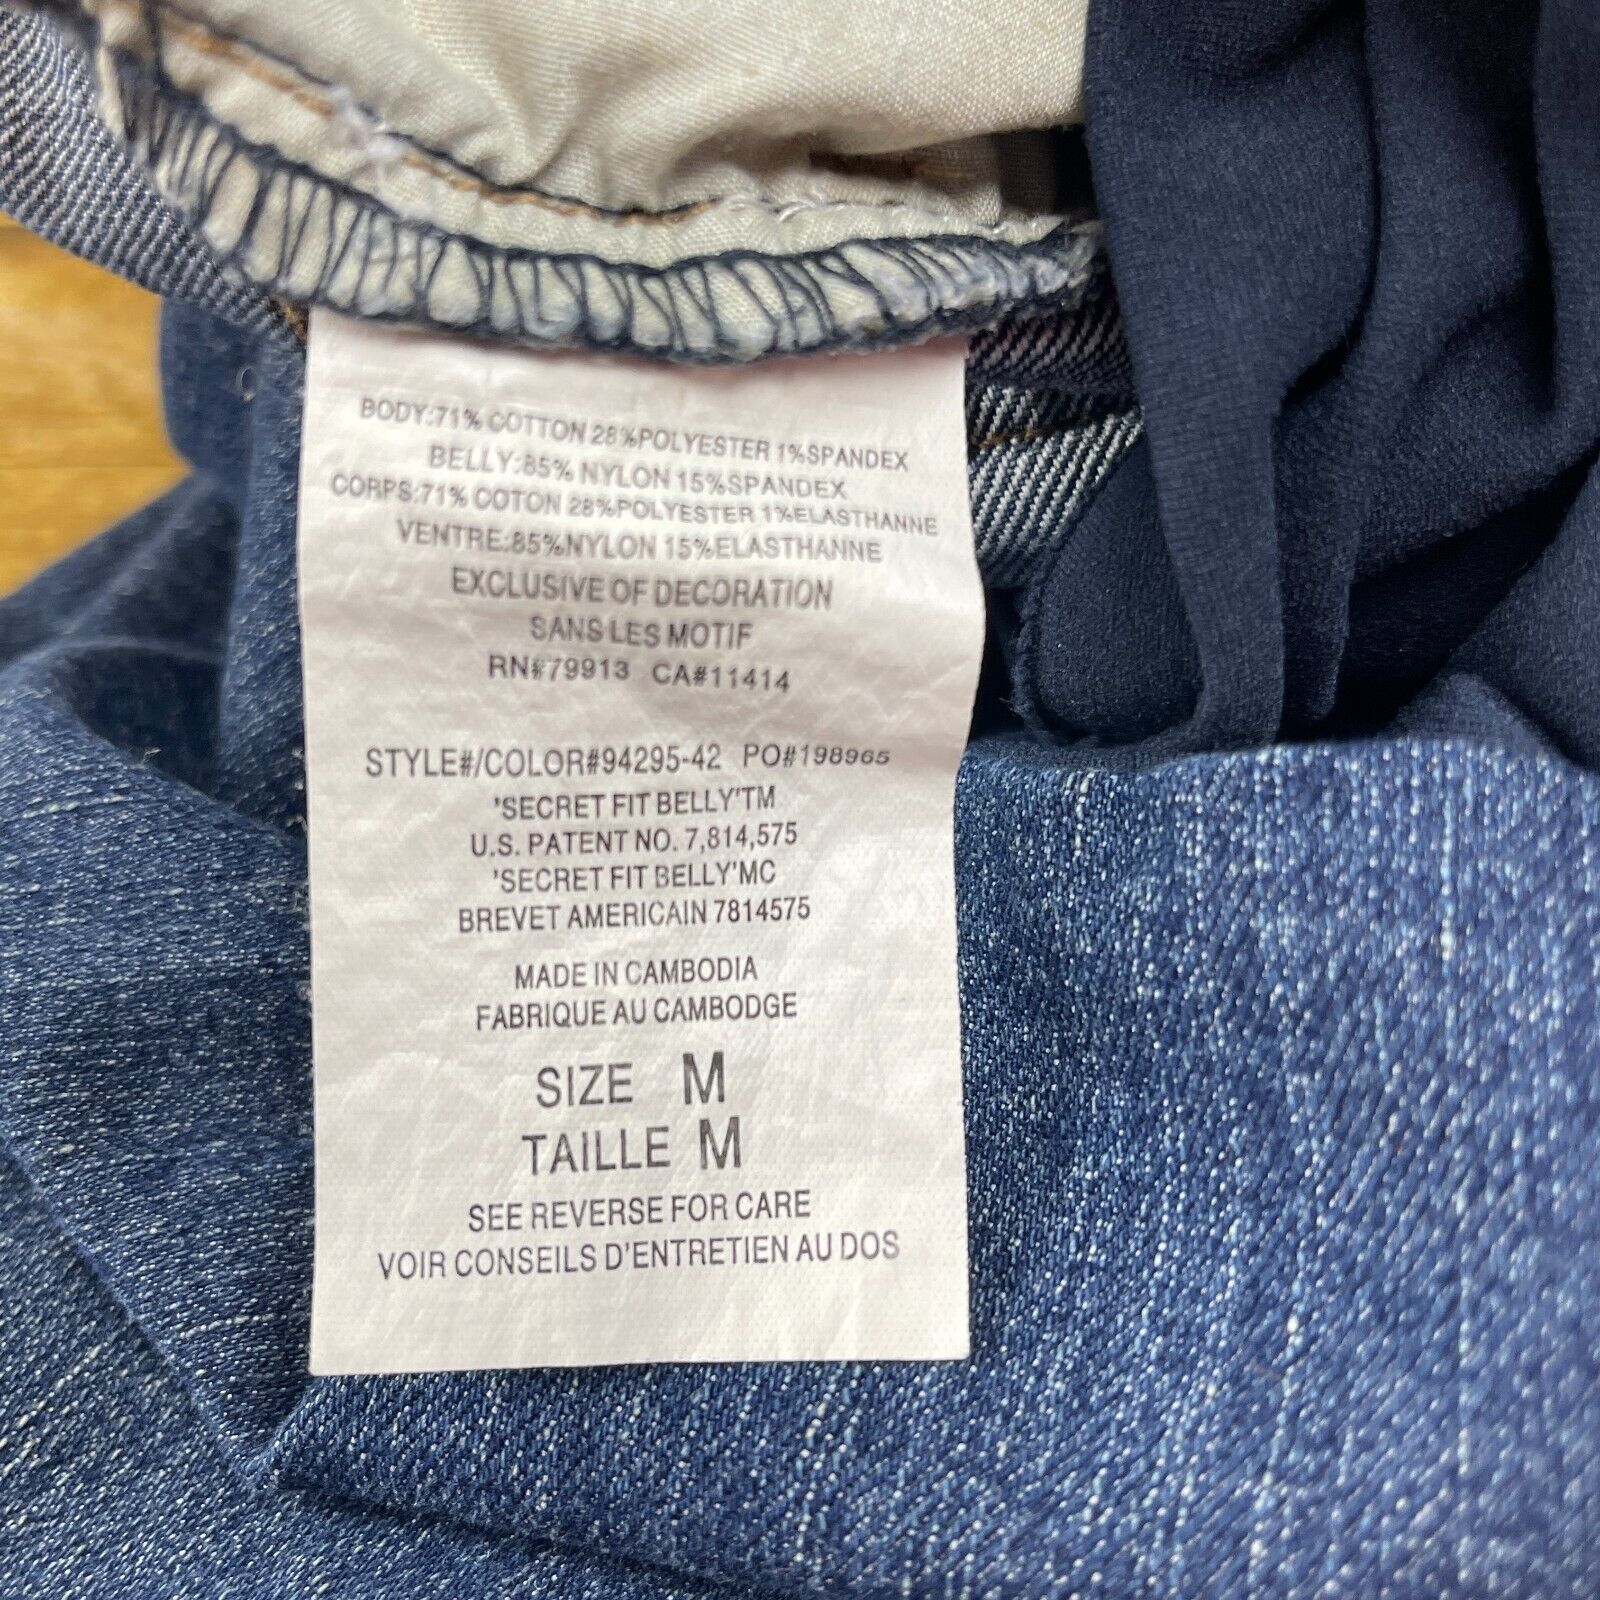 BODY:71% COTTON 28%POLYESTER 1%SPANDEX
BELLY:85% NYLON 15%SPANDEX
CORPS:71% COTON 28%POLYESTER 1%ELASTHANNE
VENTRE:85%NYLON 15%ELASTHANNE
EXCLUSIVE OF DECORATION
SANS LES MOTIF
RN#79913 CA#11414
STYLE#/COLOR#94295-42 PO#198965
'SECRET FIT BELLY'TM
U.S. PATENT NO. 7,814,575
'SECRET FIT BELLY'MC
BREVET AMERICAIN 7814575
MADE IN CAMBODIA
FABRIQUE AU CAMBODGE
SIZE M
TAILLE M
SEE REVERSE FOR CARE
VOIR CONSEILS D'ENTRETIEN AU DOS